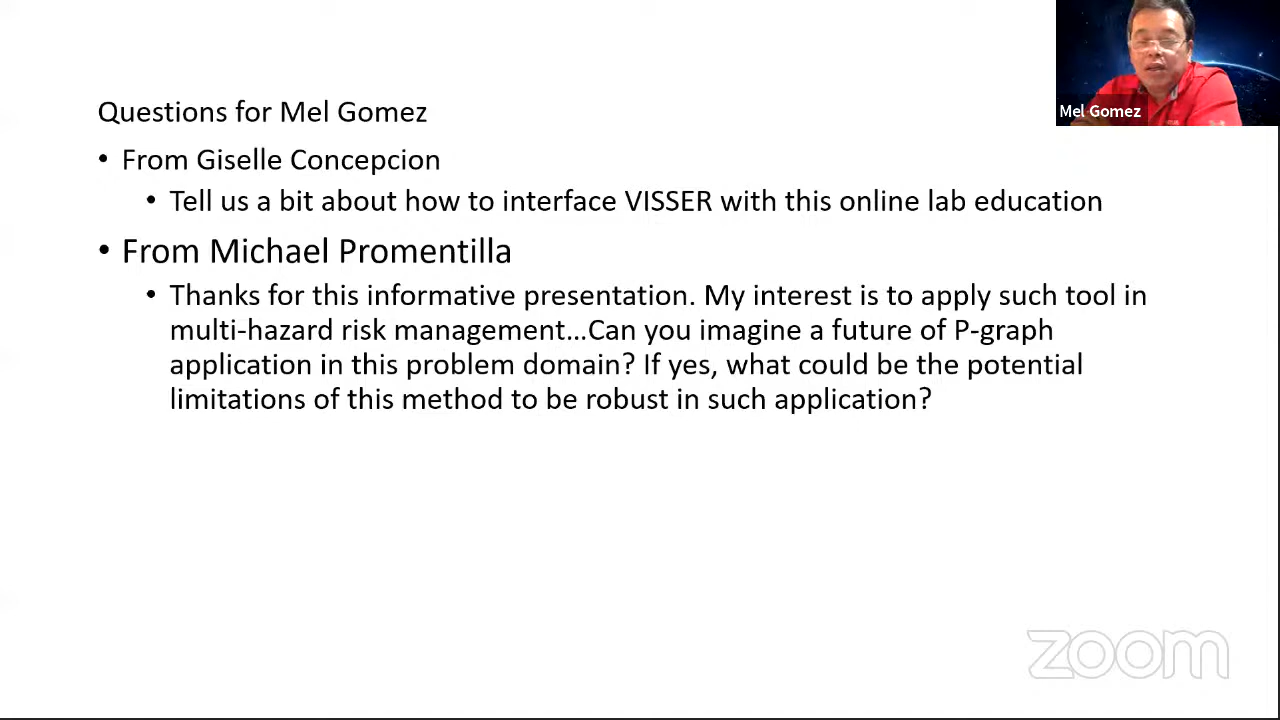 Mel Gomez
Questions for Mel Gomez
• From Giselle Concepcion
• Tell us a bit about how to interface VISSER with this online lab education
• From Michael Promentilla
• Thanks for this informative presentation. My interest is to apply such tool in
multi-hazard risk management...Can you imagine a future of P-graph
application in this problem domain? If yes, what could be the potential
limitations of this method to be robust in such application?
zoom